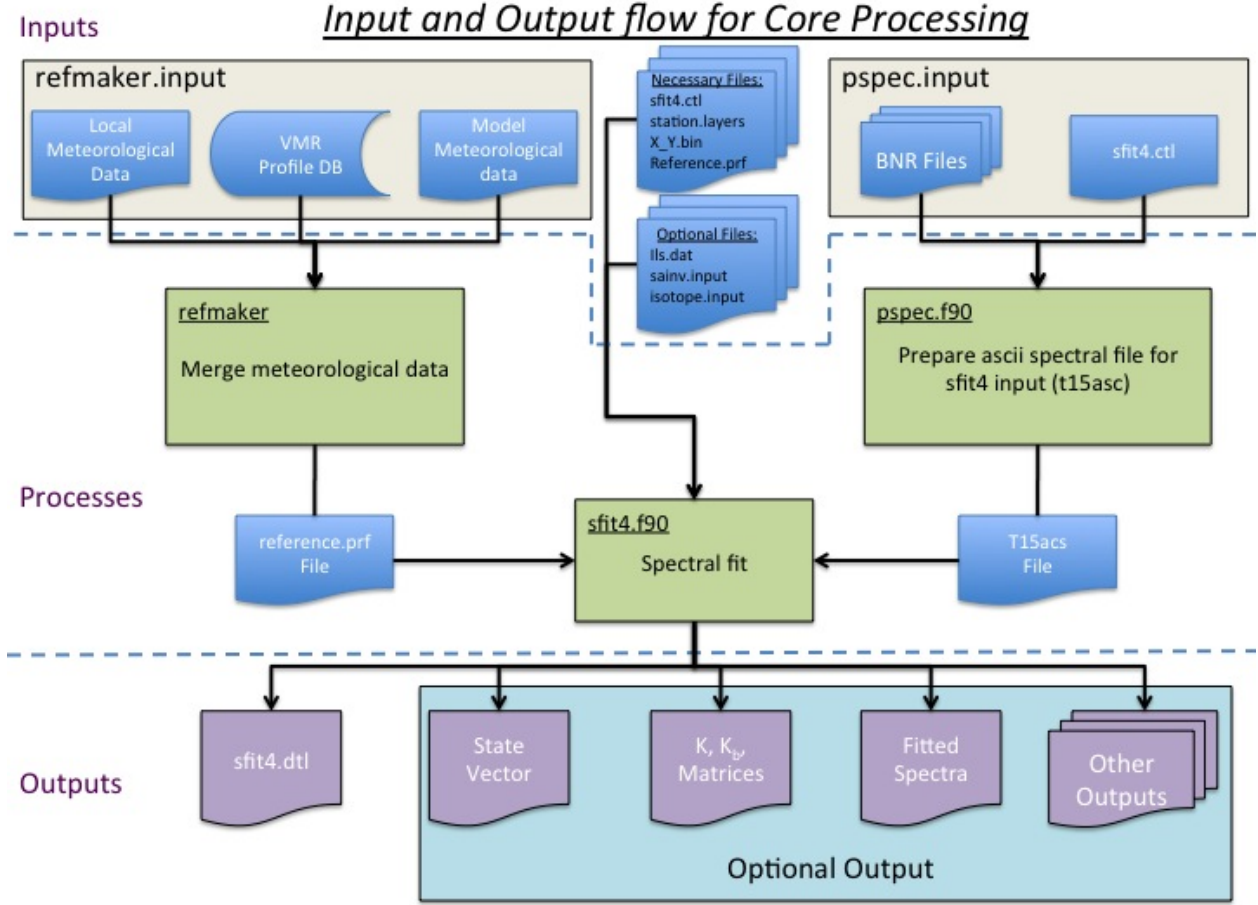 Input and Output flow for Core Processing
Inputs
refmaker.input
Local
Meteorological
Data
VMR
Profile DB
Model
Meteorological
data
Necessary Files:
sfit4.ctl
station.layers
X_Y.bin
Reference.prf
Optional Files:
Ils.dat
sainv.input
isotope.input
pspec.input
BNR Files
sfit4.ctl
refmaker
Merge meteorological data
pspec.f90
Prepare ascii spectral file for
sfit4 input (t15asc)
Processes
reference.prf
File
sfit4.f90
Spectral fit
T15acs
File
Outputs
sfit4.dtl
State
Vector
K, Kb,
Matrices
Fitted
Spectra
Other
Outputs
Optional Output